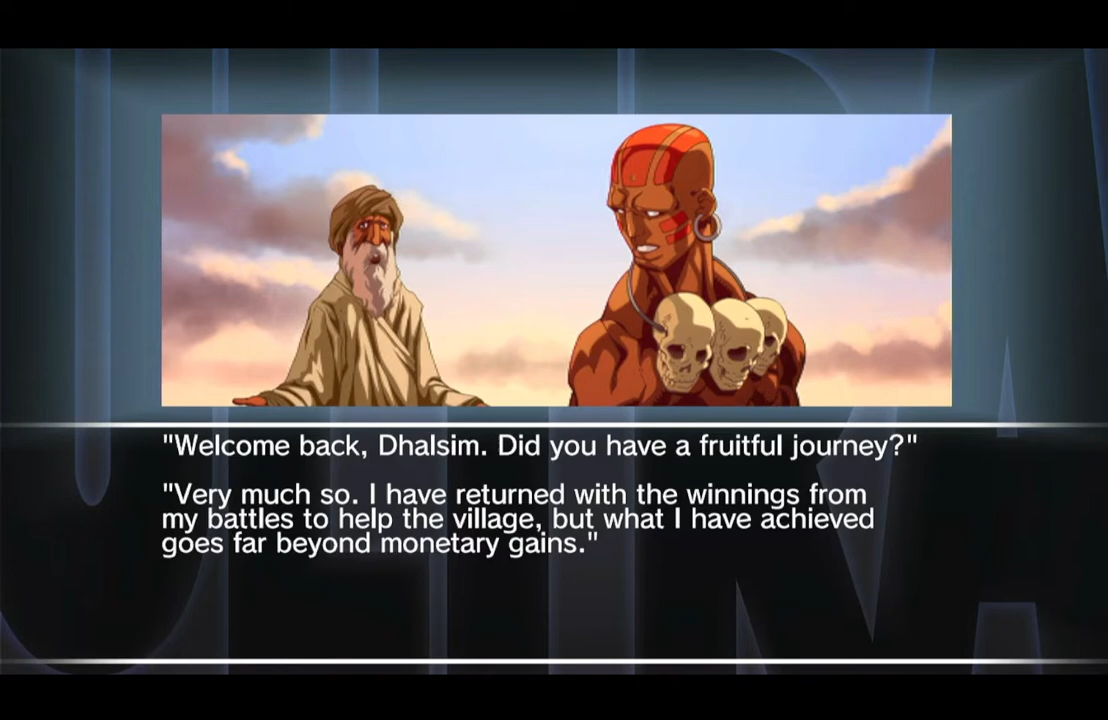 "Welcome back, Dhalsim. Did you have a fruitful journey?"
"Very much so. I have returned with the winnings from
my battles to help the village, but what I have achieved
goes far beyond monetary gains."
ULTRA